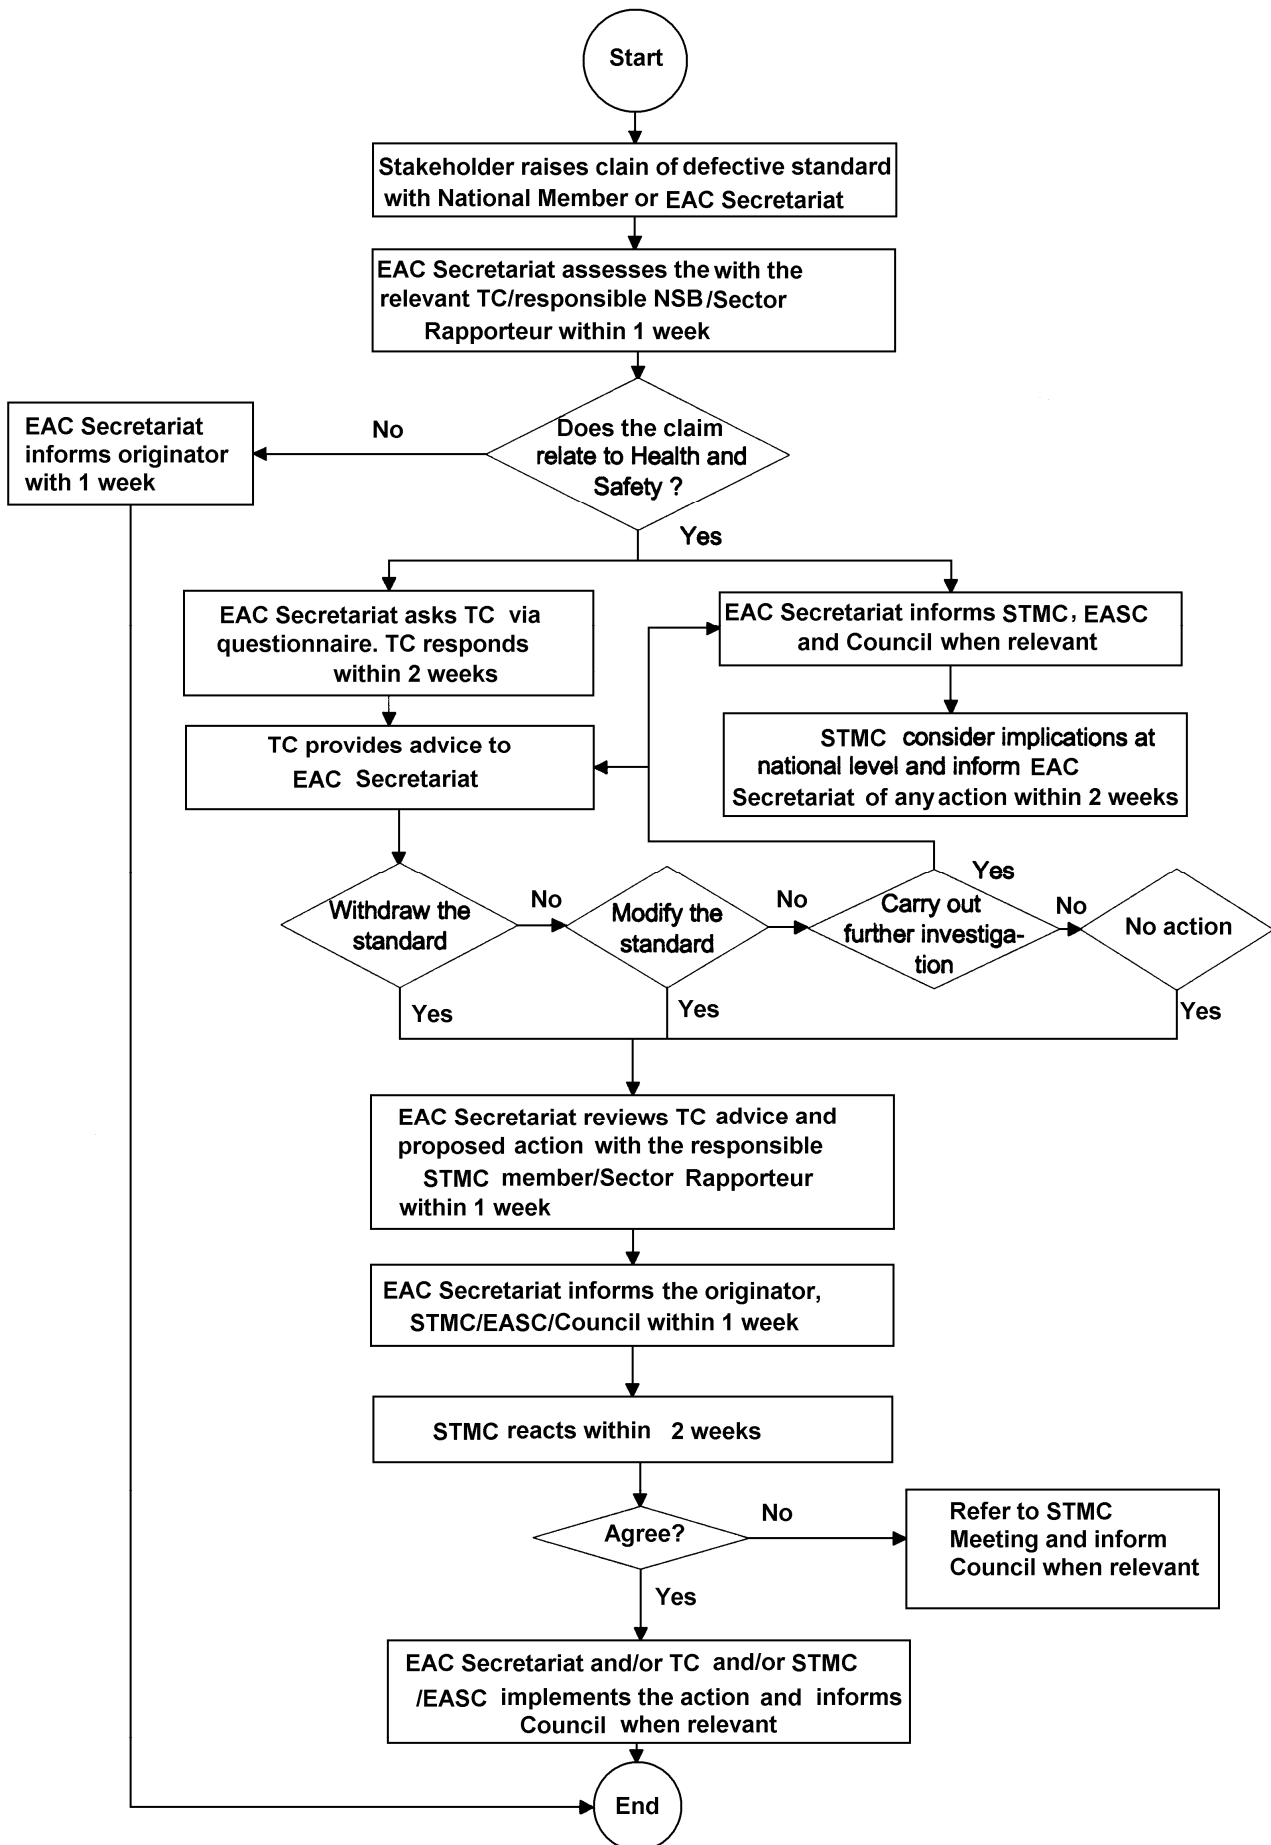 Start
Stakeholder raises clain of defective standard
with National Member or EAC Secretariat
EAC Secretariat assesses the with the
relevant TC/responsible NSB/Sector
Rapporteur within 1 week
Does the claim
relate to Health and
Safety ?
No
EAC Secretariat
informs originator
with 1 week
Yes
EAC Secretariat asks TC via
questionnaire. TC responds
within 2 weeks
EAC Secretariat informs STMC, EASC
and Council when relevant
TC provides advice to
EAC Secretariat
STMC consider implications at
national level and inform EAC
Secretariat of any action within 2 weeks
Withdraw the
standard
No
Modify the
standard
No
Carry out
further investiga-
tion
Yes
No
No action
Yes
Yes
Yes
EAC Secretariat reviews TC advice and
proposed action with the responsible
STMC member/Sector Rapporteur
within 1 week
EAC Secretariat informs the originator,
STMC/EASC/Council within 1 week
STMC reacts within 2 weeks
Agree?
No
Refer to STMC
Meeting and inform
Council when relevant
Yes
EAC Secretariat and/or TC and/or STMC
/EASC implements the action and informs
Council when relevant
End